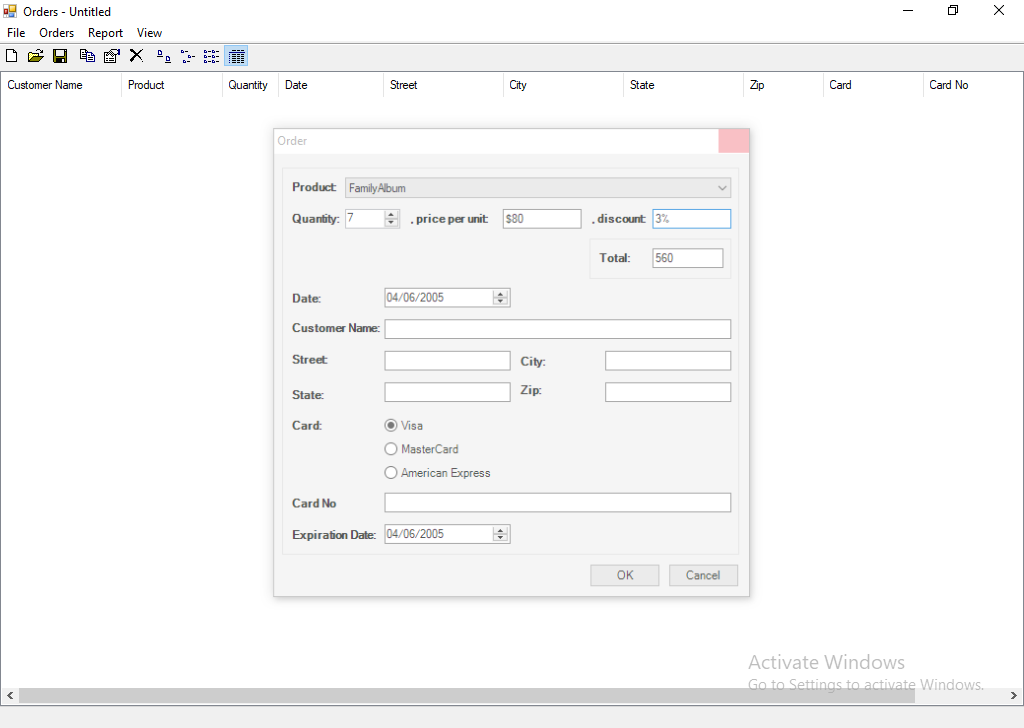 Orders - Untitled
File Orders Report View
Customer Name Product Quantity Date Street City State Zip Card Card No
Order
Product: FamilyAlbum
Quantity: 7 , price per unit: $80 , discount: 3%
Total: 560
Date: 04/06/2005
Customer Name:
Street: City:
State: Zip:
Card: Visa
MasterCard
American Express
Card No
Expiration Date: 04/06/2005
OK Cancel
Activate Windows
Go to Settings to activate Windows.